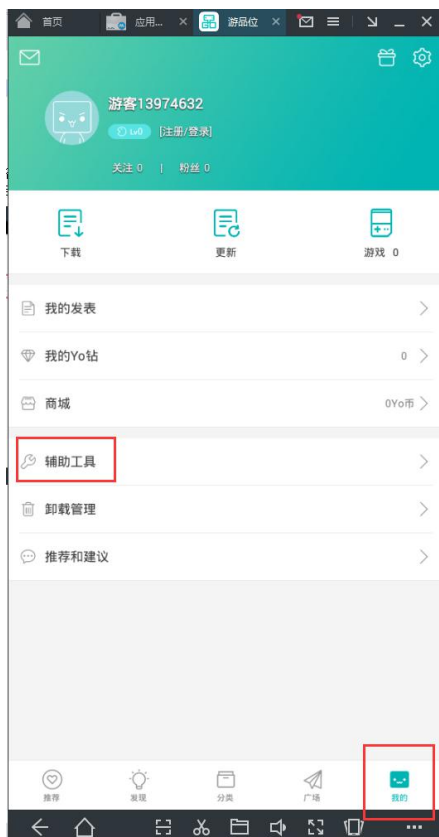 首页 应用... 游品位
游客13974632
Lv0 [注册/登录]
关注 0 | 粉丝 0
下载 更新 游戏 0
我的发表
我的Yo钻 0
商城 0Yo币
辅助工具
卸载管理
推荐和建议
推荐 发现 分类 广场 我的